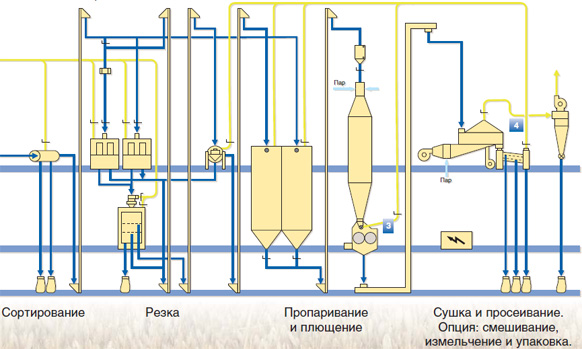 Пар
3
4
Пар
Сортирование
Резка
Пропаривание
и плющение
Сушка и просеивание.
Опция: смешивание,
измельчение и упаковка.